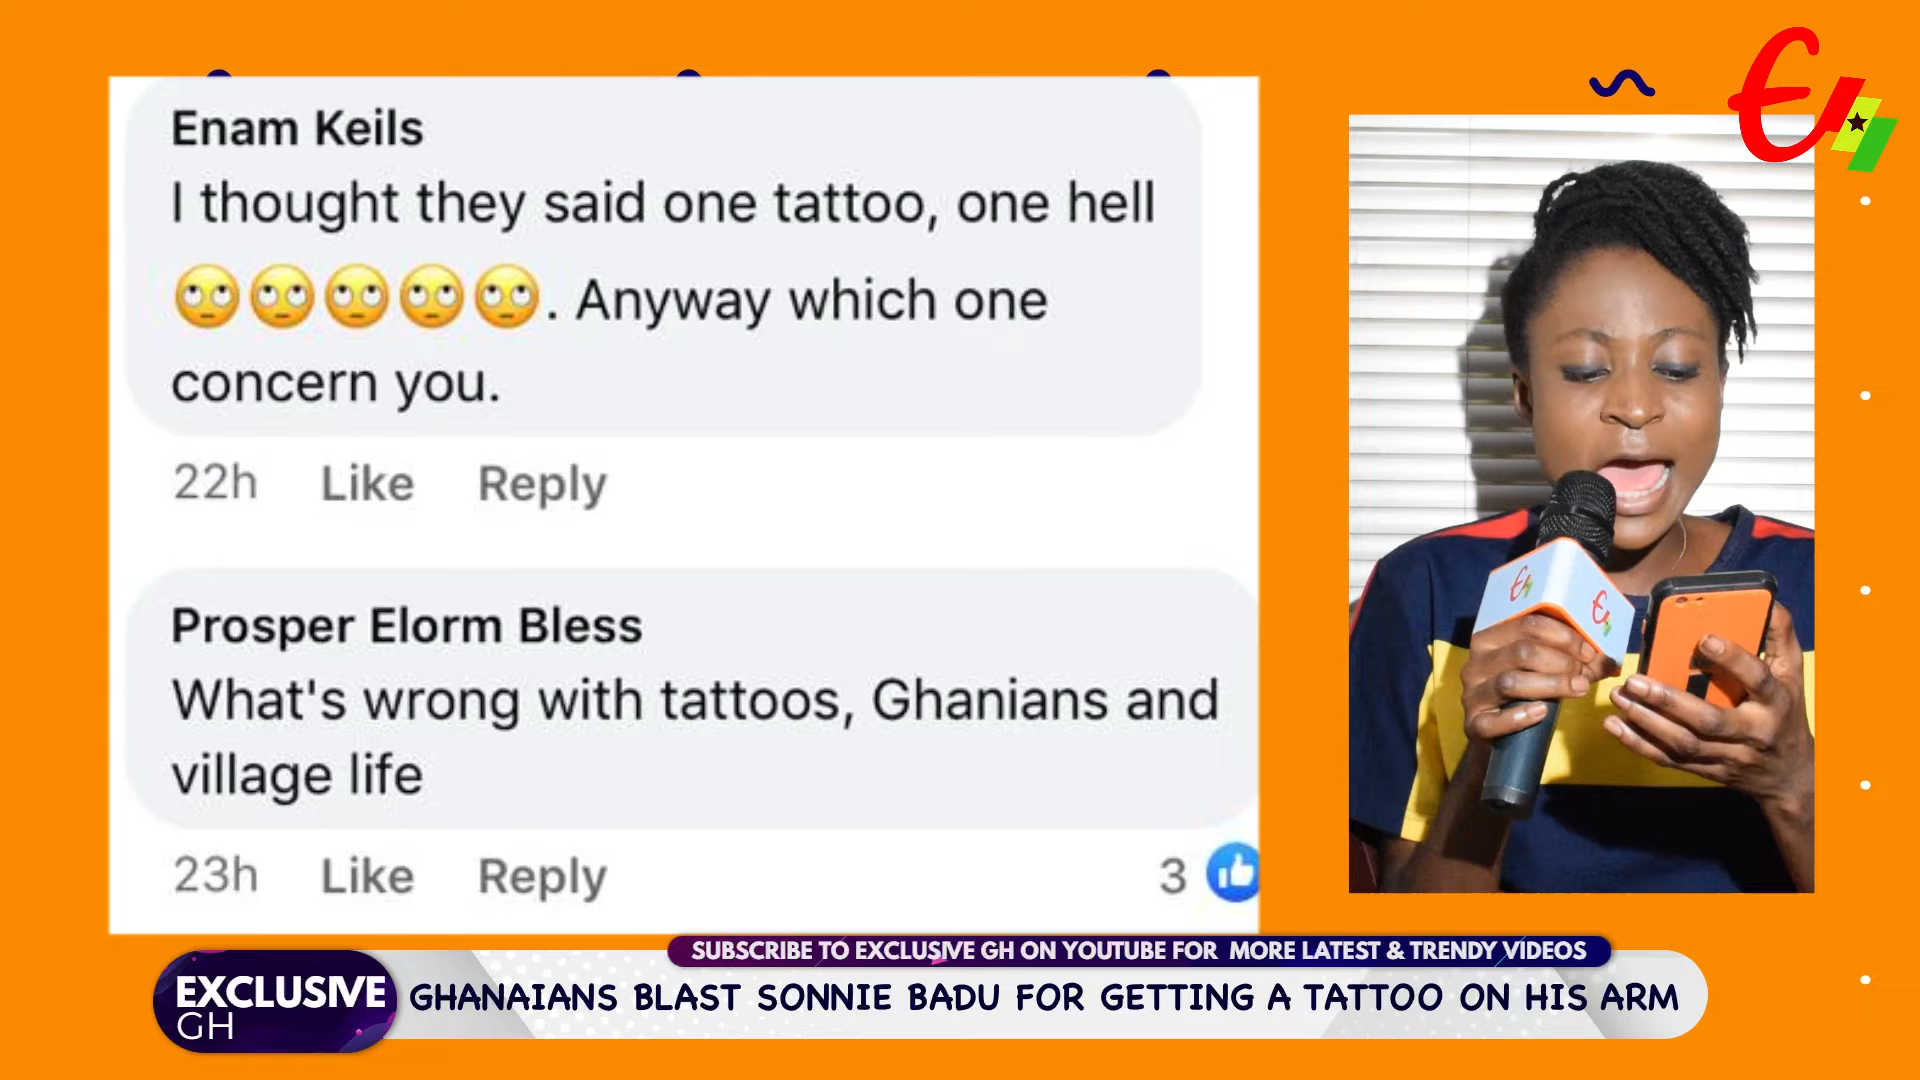 Enam Keils
I thought they said one tattoo, one hell
🙄🙄🙄🙄🙄. Anyway which one
concern you.
22h Like Reply
Prosper Elorm Bless
What's wrong with tattoos, Ghanians and
village life
23h Like Reply 3
SUBSCRIBE TO EXCLUSIVE GH ON YOUTUBE FOR MORE LATEST & TRENDY VIDEOS
EXCLUSIVE
GH
GHANAIANS BLAST SONNIE BADU FOR GETTING A TATTOO ON HIS ARM